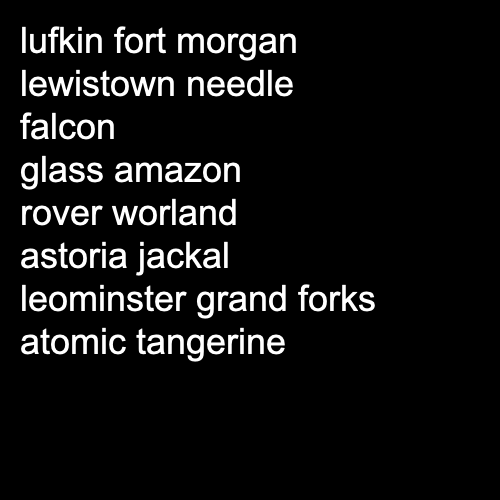 lufkin fort morgan
lewistown needle
falcon
glass amazon
rover worland
astoria jackal
leominster grand forks
atomic tangerine